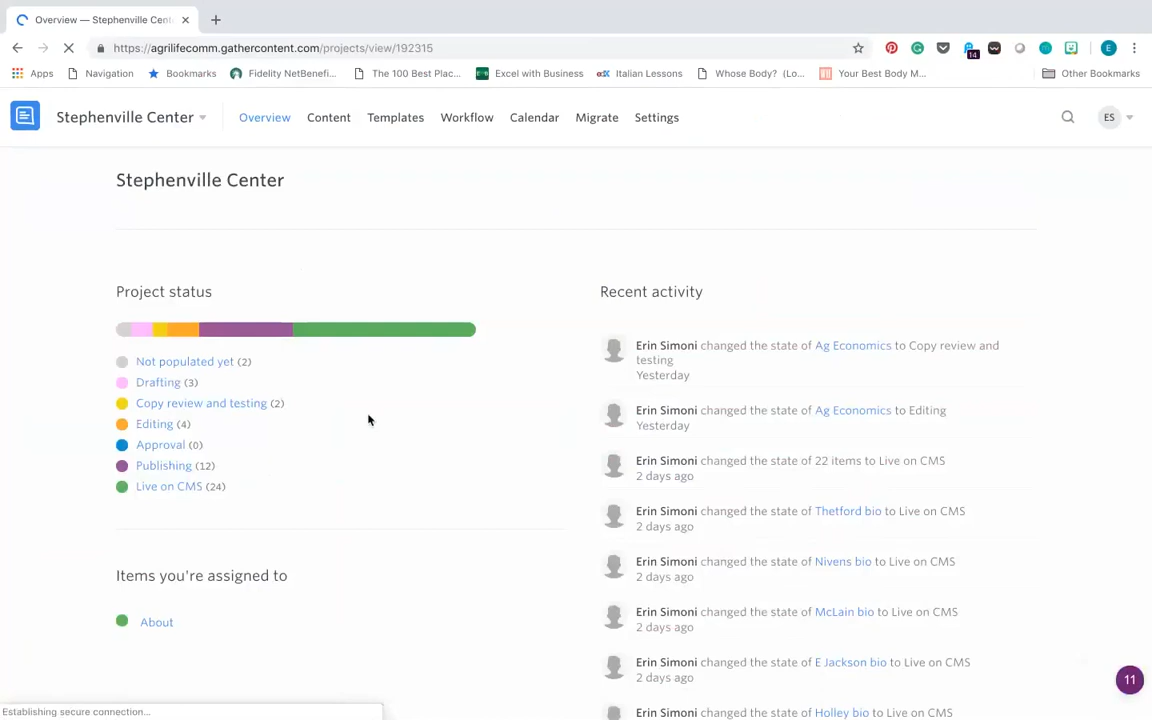 Overview — Stephenville Cent
https://agrilifecomm.gathercontent.com/projects/view/192315
14
E
Apps Navigation Bookmarks Fidelity NetBenefi... The 100 Best Plac... Excel with Business edX Italian Lessons Whose Body? (Lo... Your Best Body M... Other Bookmarks
Stephenville Center Overview Content Templates Workflow Calendar Migrate Settings ES
Stephenville Center
Project status
Not populated yet (2)
Drafting (3)
Copy review and testing (2)
Editing (4)
Approval (0)
Publishing (12)
Live on CMS (24)
Items you're assigned to
About
Recent activity
Erin Simoni changed the state of Ag Economics to Copy review and
testing
Yesterday
Erin Simoni changed the state of Ag Economics to Editing
Yesterday
Erin Simoni changed the state of 22 items to Live on CMS
2 days ago
Erin Simoni changed the state of Thetford bio to Live on CMS
2 days ago
Erin Simoni changed the state of Nivens bio to Live on CMS
2 days ago
Erin Simoni changed the state of McLain bio to Live on CMS
2 days ago
Erin Simoni changed the state of E Jackson bio to Live on CMS
2 days ago
Erin Simoni changed the state of Holley bio to Live on CMS
11
Establishing secure connection...